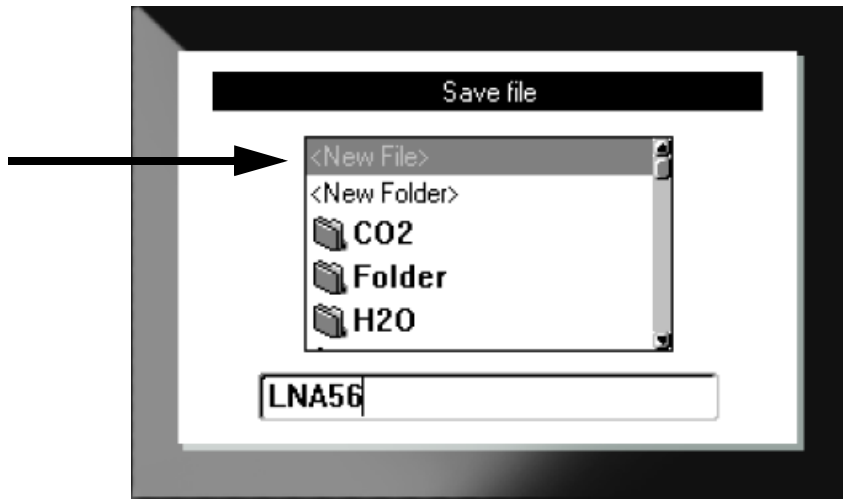 Save file
<New File>
<New Folder>
CO2
Folder
H2O
LNA56